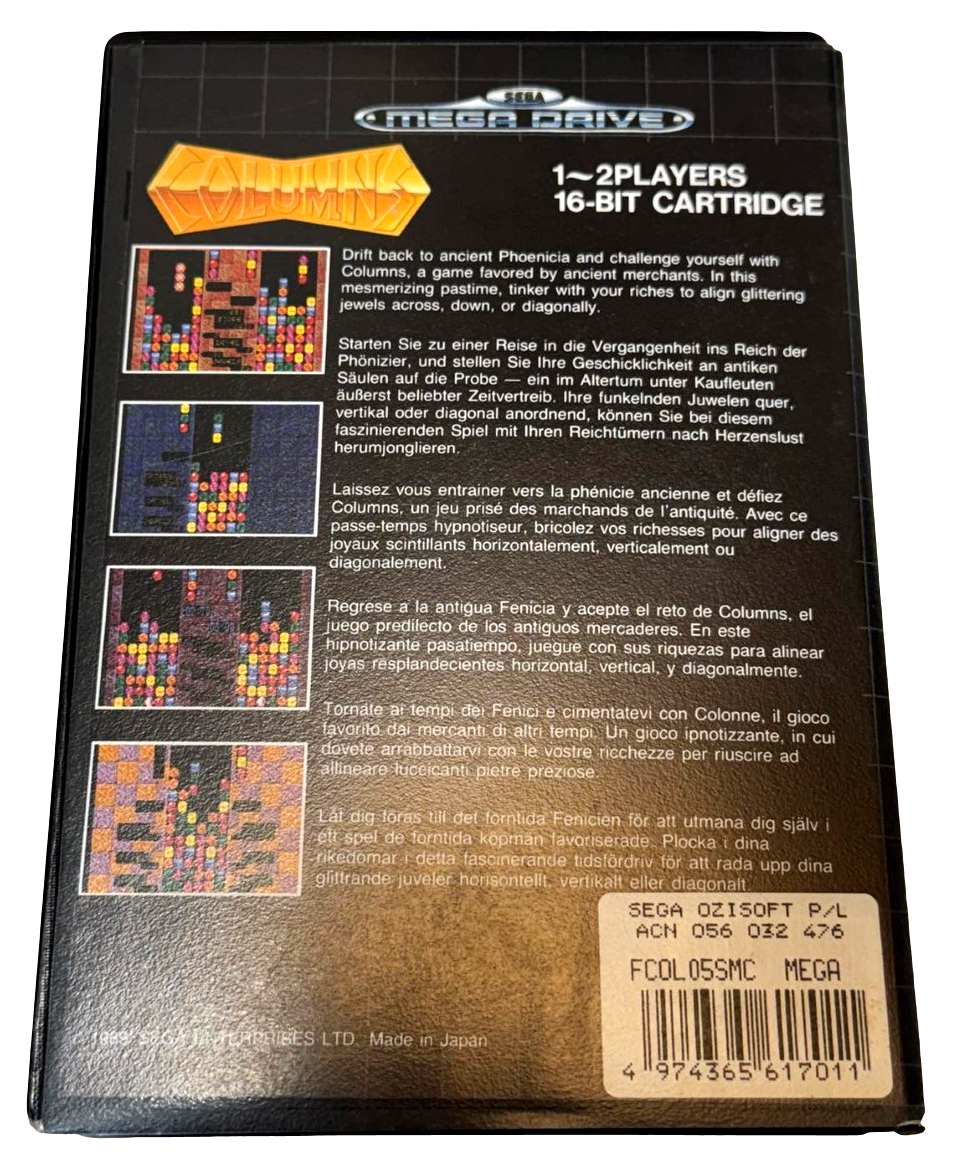 SEGA
MEGA DRIVE
COLUMNS
1~2PLAYERS
16-BIT CARTRIDGE
Drift back to ancient Phoenicia and challenge yourself with
Columns, a game favored by ancient merchants. In this
mesmerizing pastime, tinker with your riches to align glittering
jewels across, down, or diagonally.
Starten Sie zu einer Reise in die Vergangenheit ins Reich der
Phönizier, und stellen Sie Ihre Geschicklichkeit an antiken
Säulen auf die Probe — ein im Altertum unter Kaufleuten
äußerst beliebter Zeitvertreib. Ihre funkelnden Juwelen quer,
vertikal oder diagonal anordnend, können Sie bei diesem
faszinierenden Spiel mit Ihren Reichtümern nach Herzenslust
herumjonglieren.
Laissez vous entrainer vers la phénicie ancienne et défiez
Columns, un jeu prisé des marchands de l'antiquité. Avec ce
passe-temps hypnotiseur, bricolez vos richesses pour aligner des
joyaux scintillants horizontalement, verticalement ou
diagonalement.
Regrese a la antigua Fenicia y acepte el reto de Columns, el
juego predilecto de los antiguos mercaderes. En este
hipnotizante pasatiempo, juegue con sus riquezas para alinear
joyas resplandecientes horizontal, vertical, y diagonalmente.
Tornate ai tempi dei Fenici e cimentatevi con Colonne, il gioco
favorito dai mercanti di altri tempi. Un gioco ipnotizzante, in cui
dovete arrabbattarvi con le vostre ricchezze per riuscire ad
allineare luccicanti pietre preziose.
Låt dig föras till det forntida Fenicien för att utmana dig själv i
ett spel de forntida köpmän favoriserade. Plocka i dina
rikedomar i detta fascinerande tidsfördriv för att rada upp dina
glittrande juveler horisontellt, vertikalt eller diagonalt.
SEGA OZISOFT P/L
ACN 056 032 476
FCOL05SMC MEGA
4 974365 617011
© 1989 SEGA ENTERPRISES LTD. Made in Japan